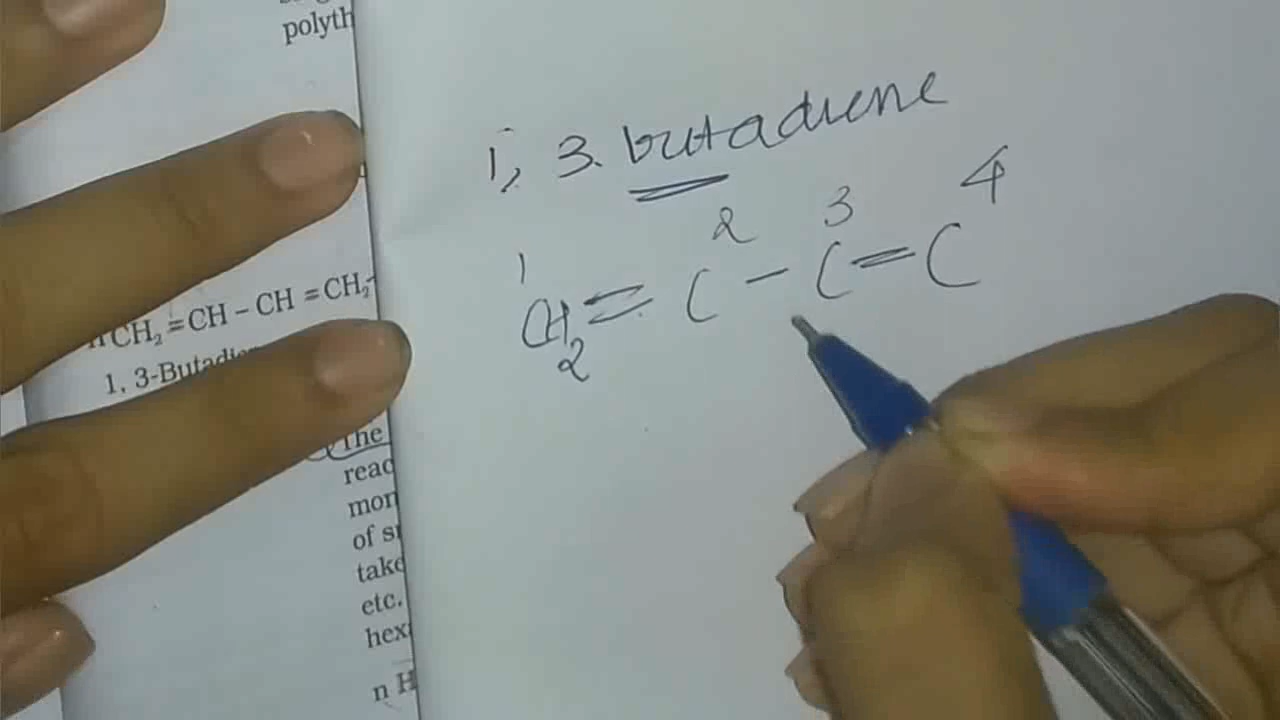 polyth
CH₂ = CH – CH = CH₂
1, 3-Butadie
The
reac
mon
of s
take
etc.
hex
n H
1, 3. butadiene
1 2 3 4
CH₂ = C – C = C